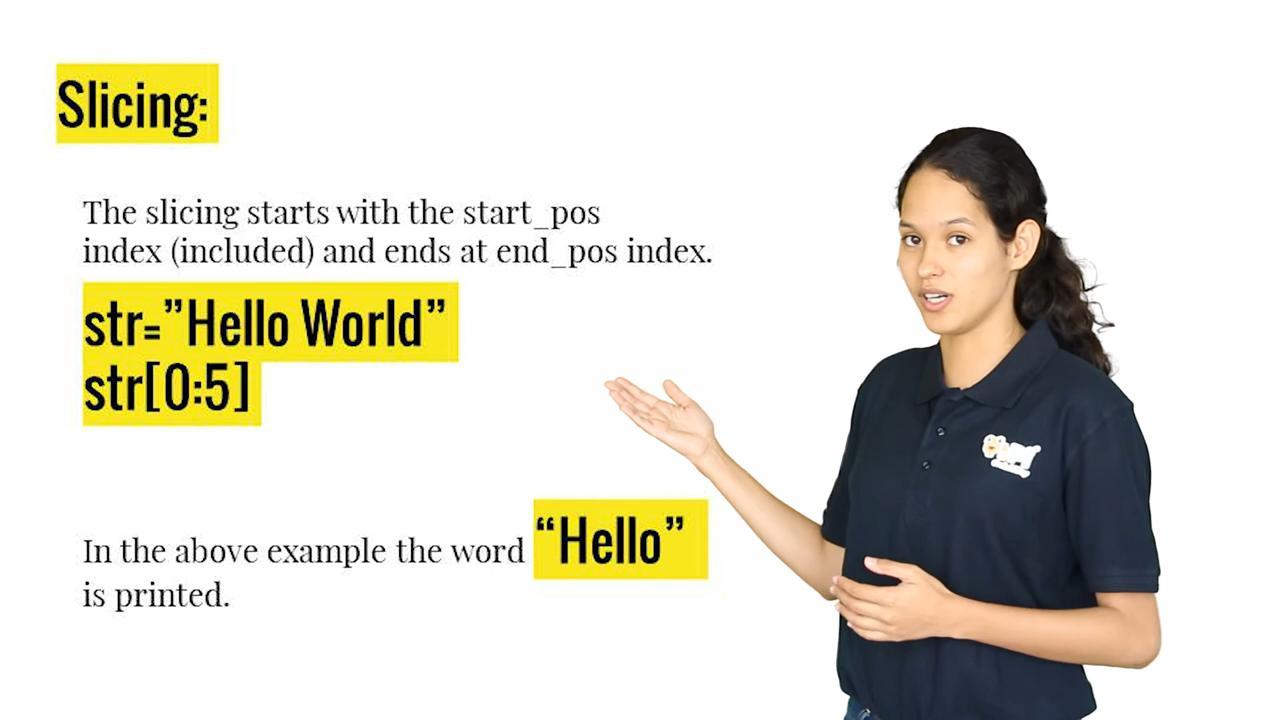 Slicing:
The slicing starts with the start_pos
index (included) and ends at end_pos index.
str=”Hello World”
str[0:5]
In the above example the word “Hello”
is printed.